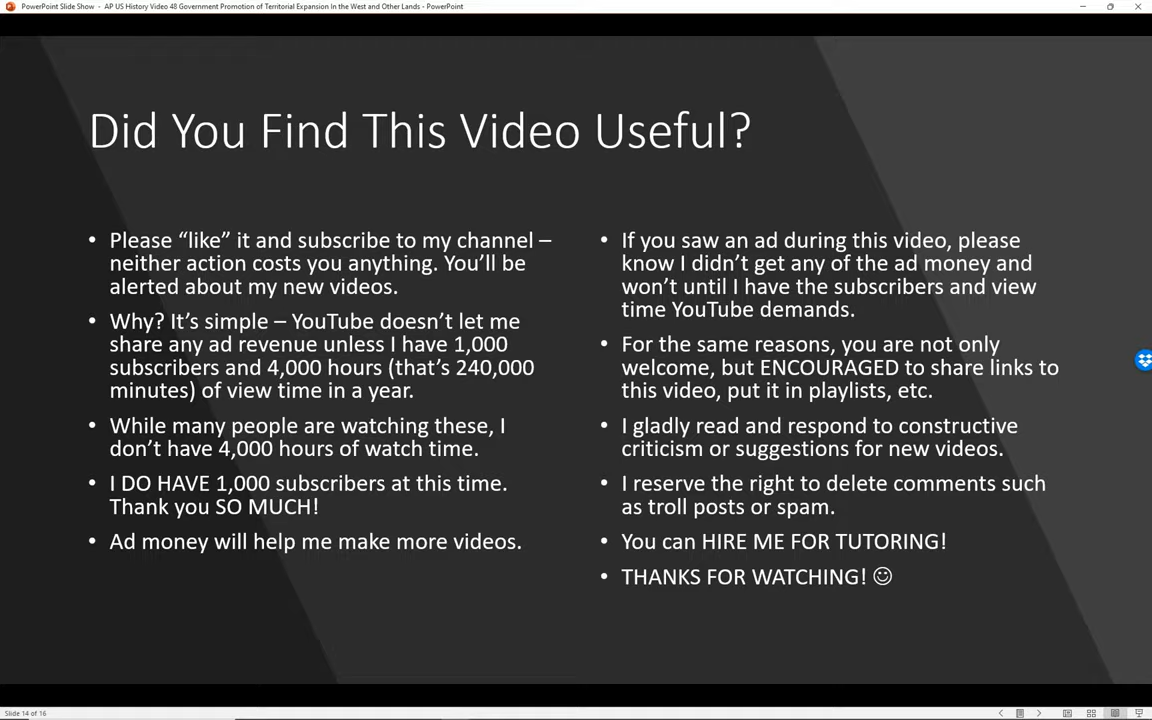 PowerPoint Slide Show - AP US History Video 48 Government Promotion of Territorial Expansion In the West and Other Lands - PowerPoint
Did You Find This Video Useful?
• Please “like” it and subscribe to my channel –
neither action costs you anything. You’ll be
alerted about my new videos.
• Why? It’s simple – YouTube doesn’t let me
share any ad revenue unless I have 1,000
subscribers and 4,000 hours (that’s 240,000
minutes) of view time in a year.
• While many people are watching these, I
don’t have 4,000 hours of watch time.
• I DO HAVE 1,000 subscribers at this time.
Thank you SO MUCH!
• Ad money will help me make more videos.
• If you saw an ad during this video, please
know I didn’t get any of the ad money and
won’t until I have the subscribers and view
time YouTube demands.
• For the same reasons, you are not only
welcome, but ENCOURAGED to share links to
this video, put it in playlists, etc.
• I gladly read and respond to constructive
criticism or suggestions for new videos.
• I reserve the right to delete comments such
as troll posts or spam.
• You can HIRE ME FOR TUTORING!
• THANKS FOR WATCHING! ☺
Slide 14 of 16